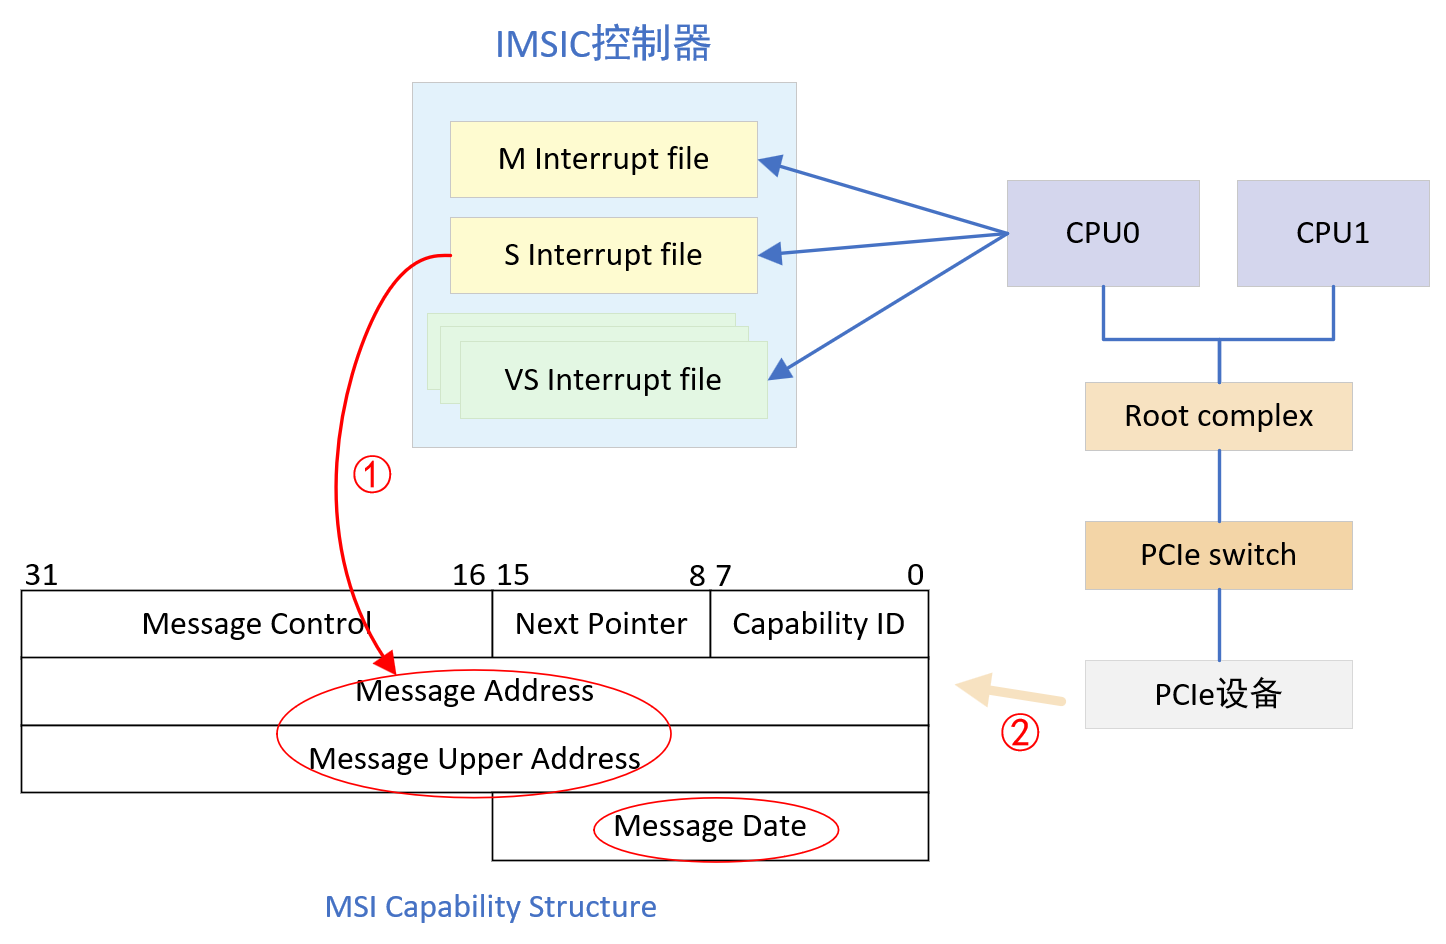 IMSIC控制器
M Interrupt file
S Interrupt file
VS Interrupt file
CPU0
CPU1
Root complex
PCIe switch
PCIe设备
①
②
31 16 15 8 7 0
Message Control Next Pointer Capability ID
Message Address
Message Upper Address
Message Date
MSI Capability Structure